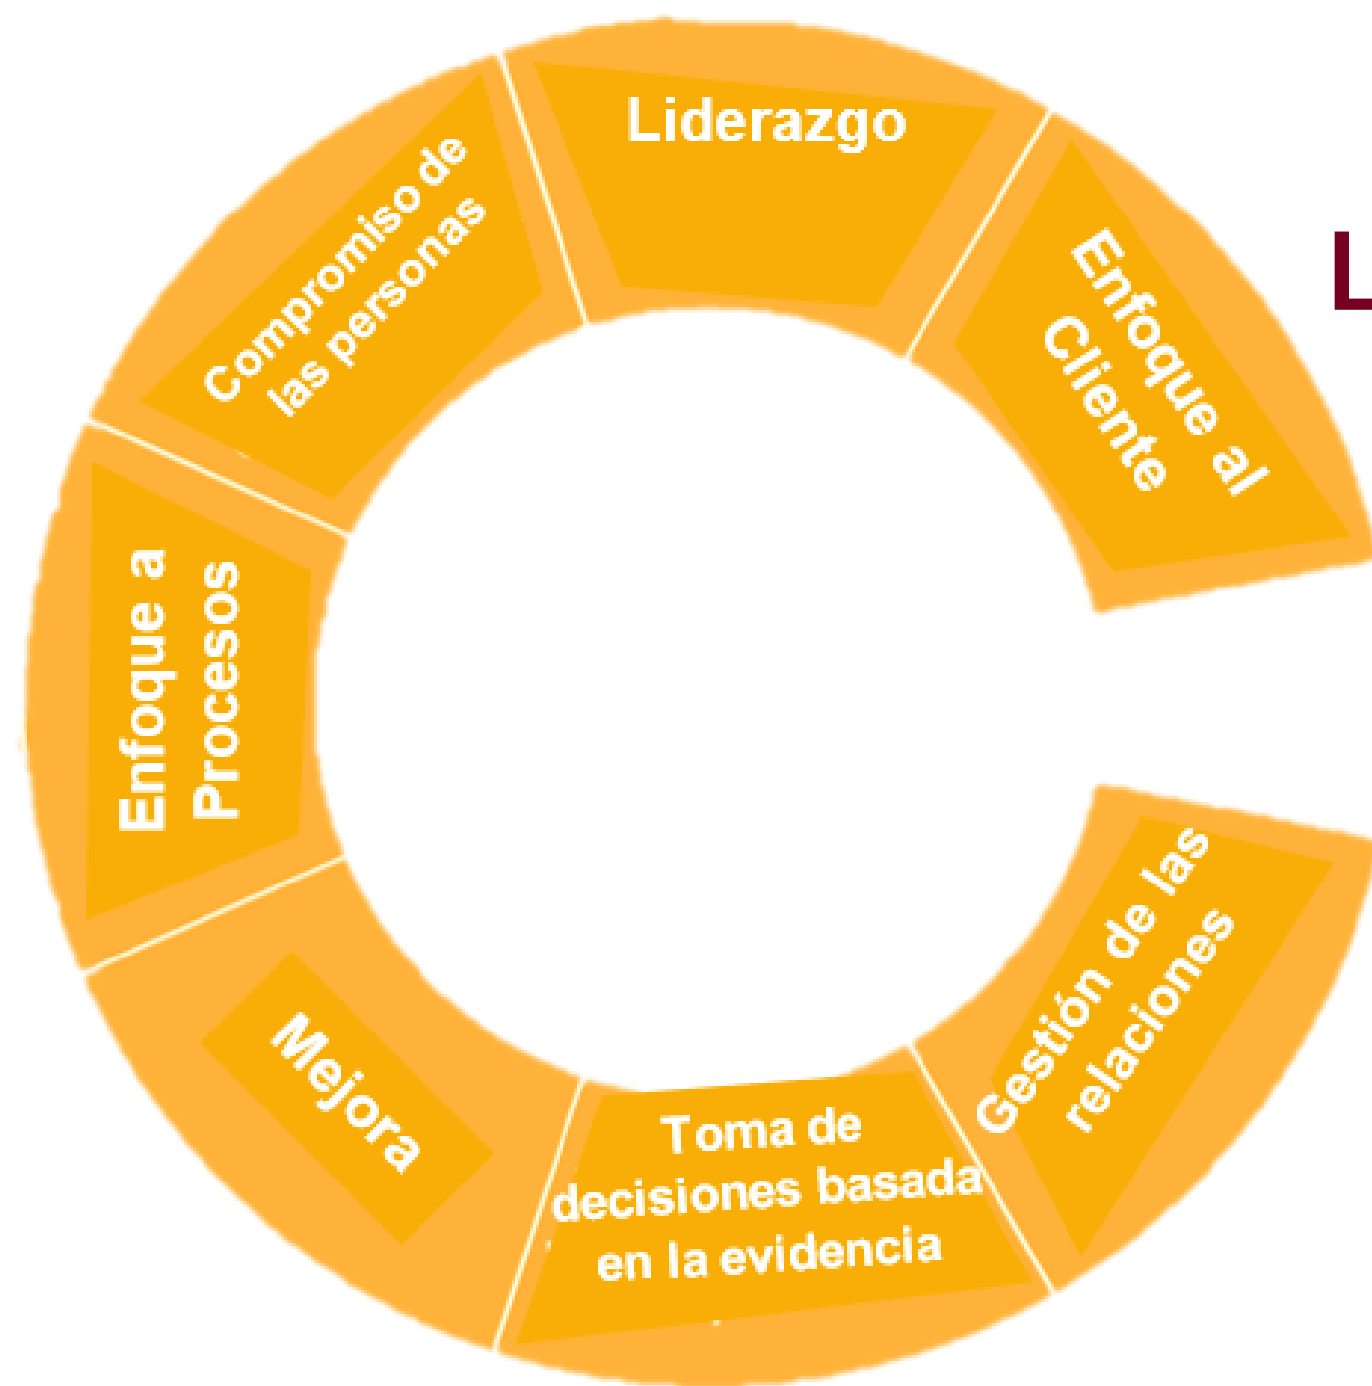 Liderazgo
Enfoque al
Cliente
L
Compromiso de
las personas
Enfoque a
Procesos
Mejora
Toma de
decisiones basada
en la evidencia
Gestión de las
relaciones